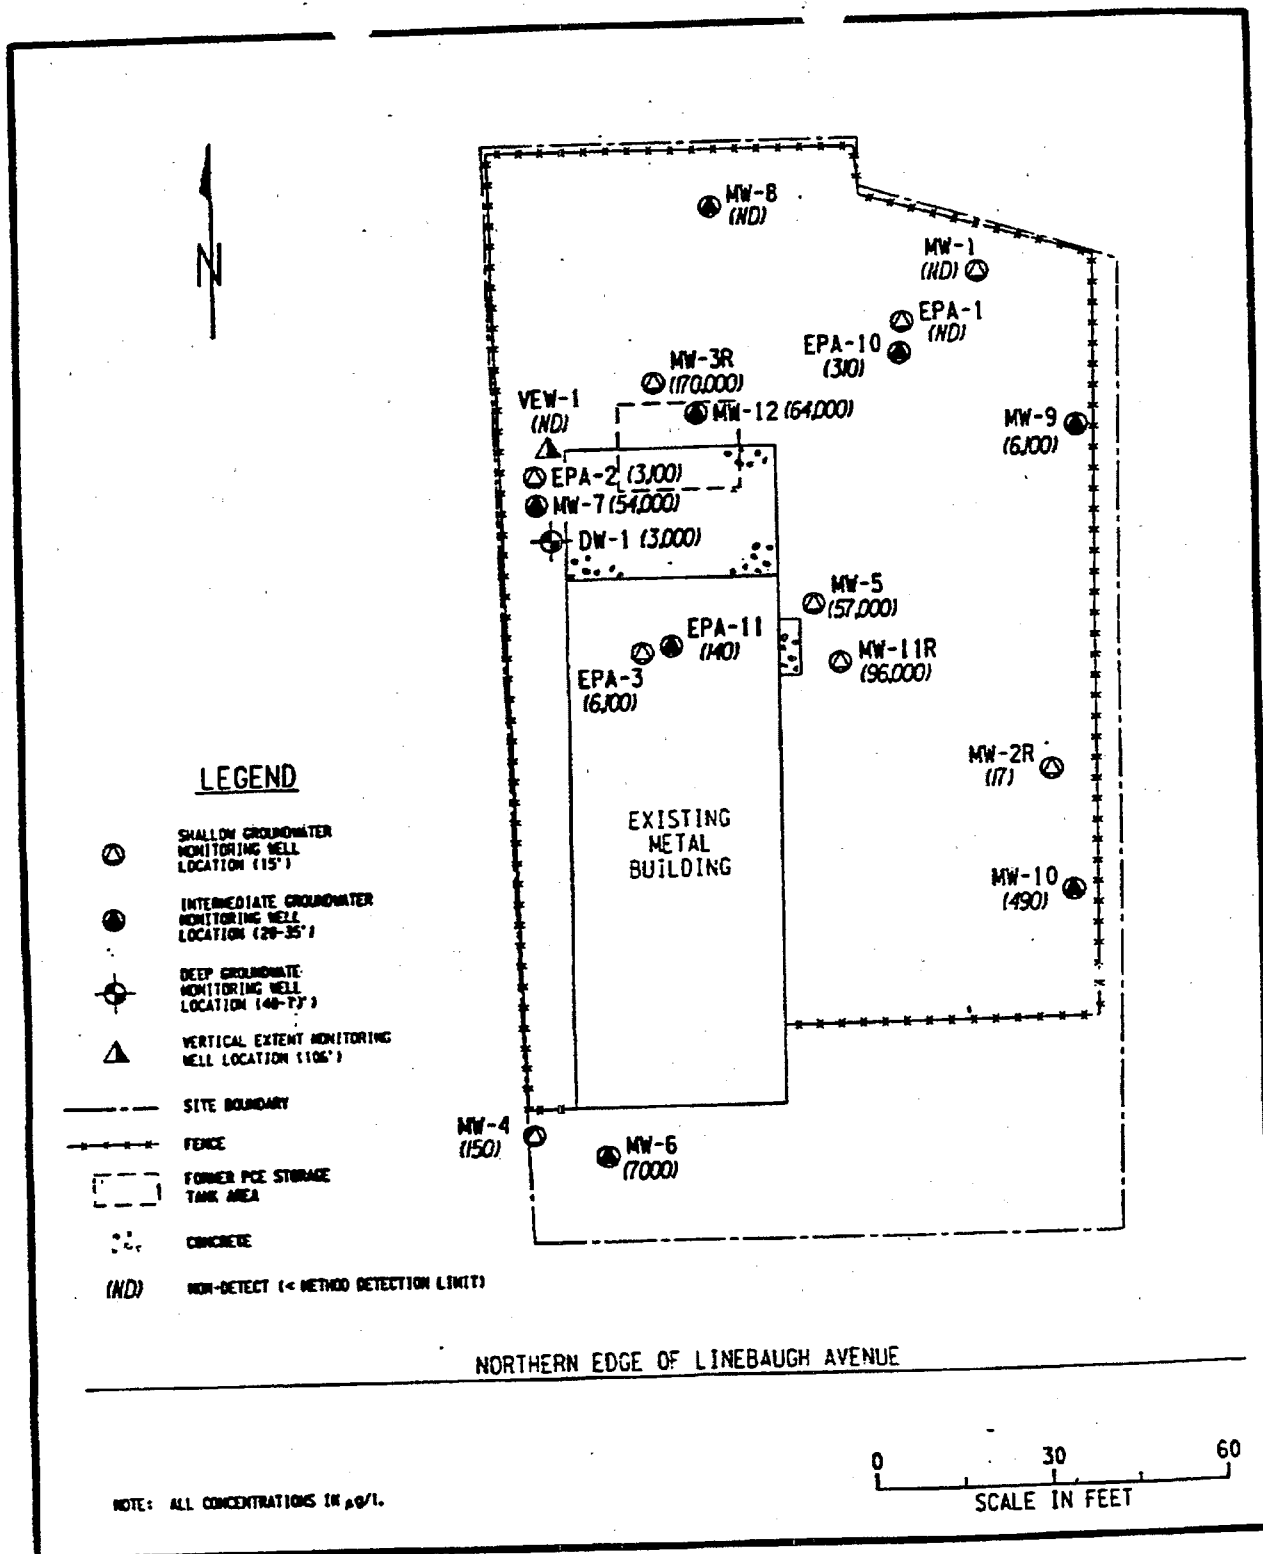 MW-8
(ND)
MW-1
(ND)
EPA-1
(ND)
EPA-10
(310)
MW-3R
(170,000)
MW-12 (64,000)
VEW-1
(ND)
EPA-2 (3,100)
MW-7 (54,000)
DW-1 (3,000)
MW-9
(6,100)
MW-5
(57,000)
EPA-11
(140)
MW-11R
(96,000)
EPA-3
(6,100)
MW-2R
(17)
EXISTING
METAL
BUILDING
MW-10
(490)
MW-4
(150)
MW-6
(7000)
N
LEGEND
SHALLOW GROUNDWATER
MONITORING WELL
LOCATION (15')
INTERMEDIATE GROUNDWATER
MONITORING WELL
LOCATION (20-35')
DEEP GROUNDWATE
MONITORING WELL
LOCATION
VERTICAL EXTENT MONITORING
WELL LOCATION (106')
SITE BOUNDARY
FENCE
FORMER PCE STORAGE
TANK AREA
CONCRETE
(ND) NON-DETECT (< METHOD DETECTION LIMIT)
NORTHERN EDGE OF LINEBAUGH AVENUE
0 30 60
SCALE IN FEET
NOTE: ALL CONCENTRATIONS IN µg/l.